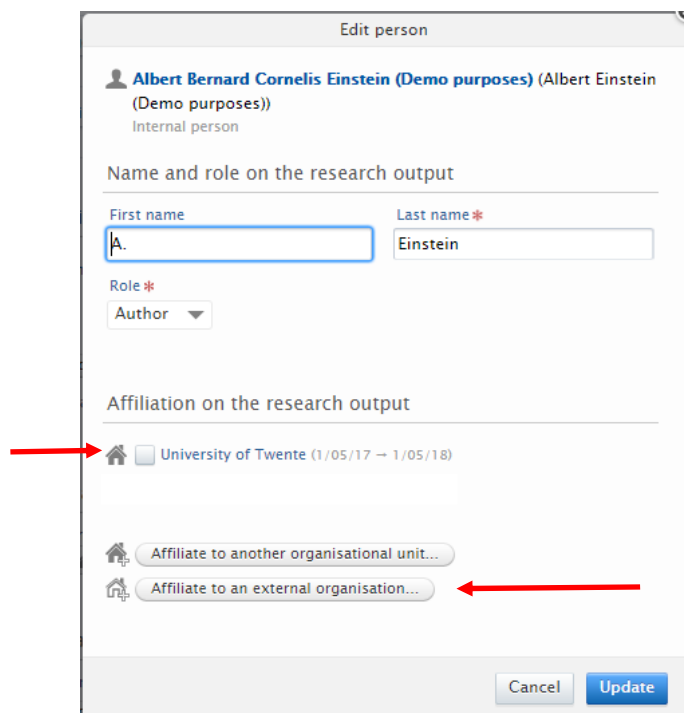 Edit person
Albert Bernard Cornelis Einstein (Demo purposes) (Albert Einstein
(Demo purposes))
Internal person
Name and role on the research output
First name Last name *
A. Einstein
Role *
Author
Affiliation on the research output
University of Twente (1/05/17 → 1/05/18)
Affiliate to another organisational unit...
Affiliate to an external organisation...
Cancel Update